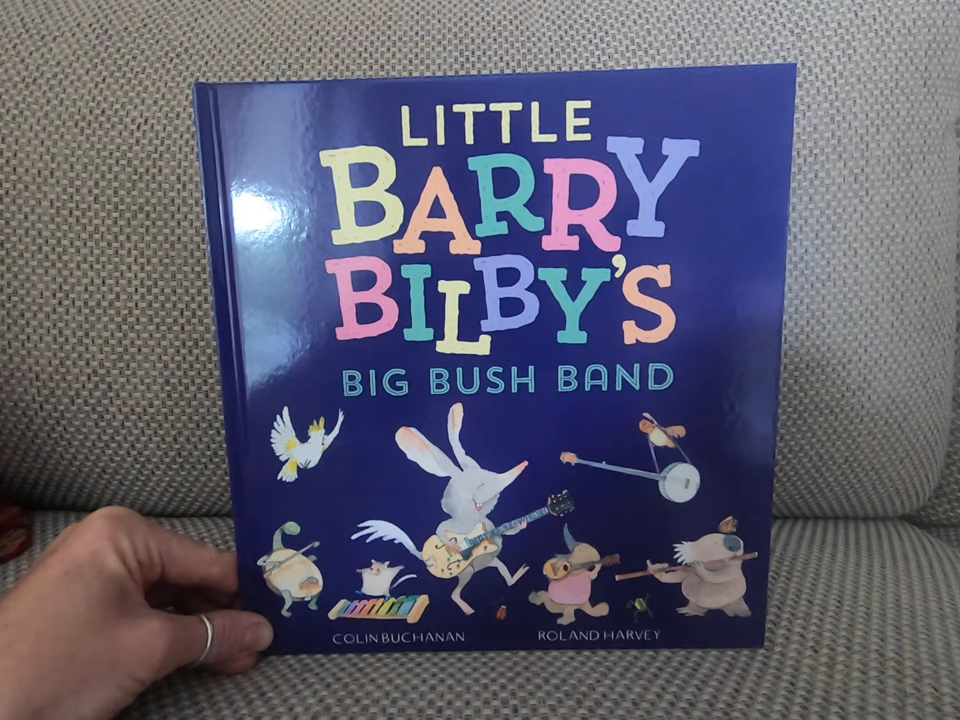 LITTLE
BARRY
BILBY'S
BIG BUSH BAND
COLIN BUCHANAN ROLAND HARVEY